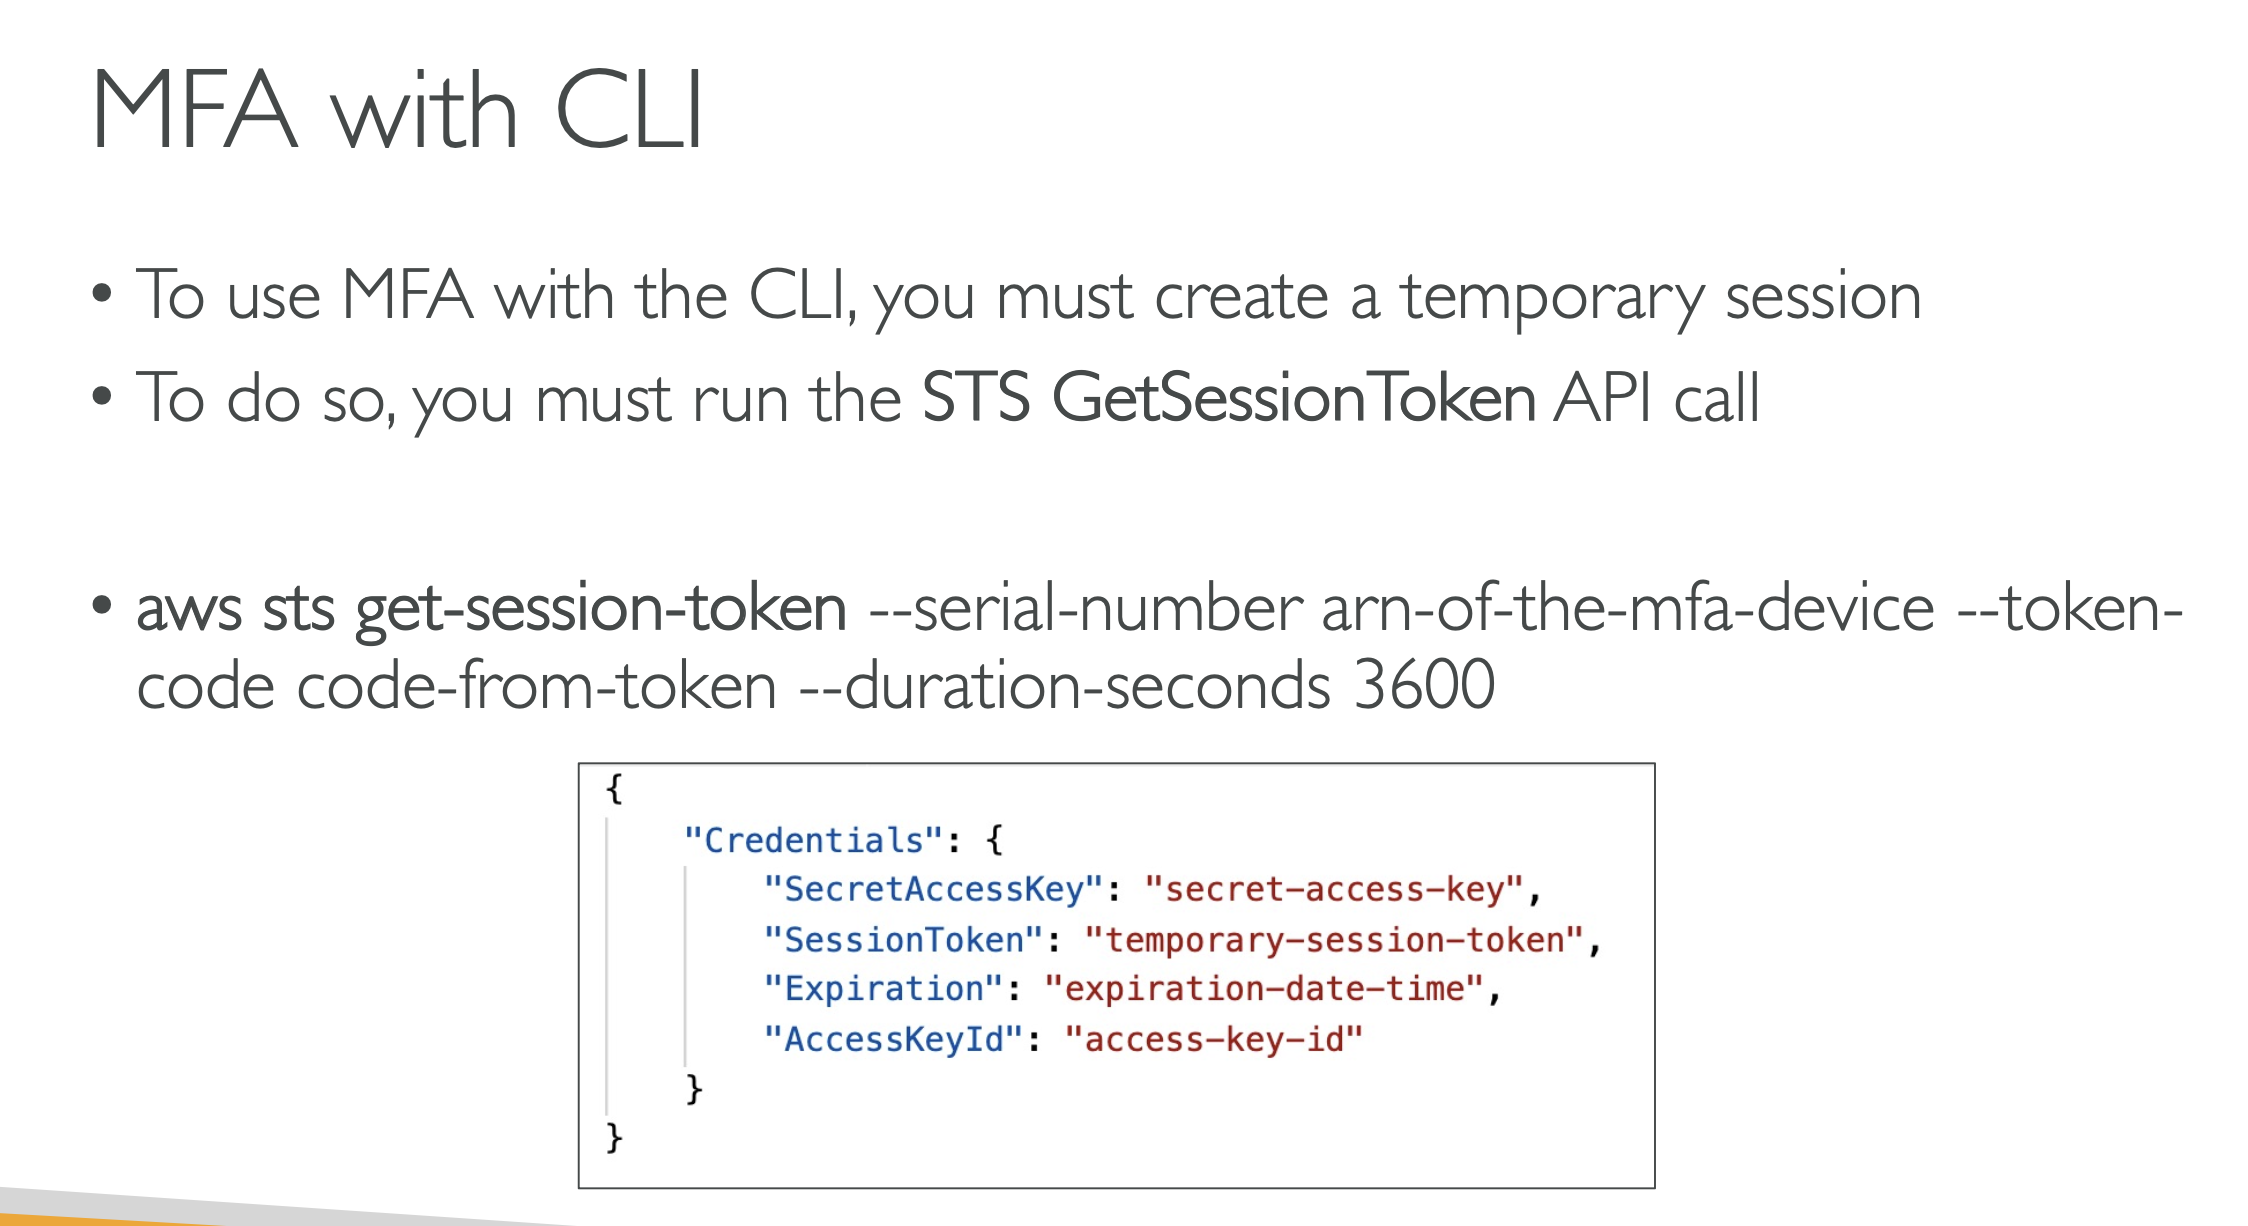 MFA with CLI
• To use MFA with the CLI, you must create a temporary session
• To do so, you must run the STS GetSessionToken API call
• aws sts get-session-token --serial-number arn-of-the-mfa-device --token-
code code-from-token --duration-seconds 3600
{
    "Credentials": {
        "SecretAccessKey": "secret-access-key",
        "SessionToken": "temporary-session-token",
        "Expiration": "expiration-date-time",
        "AccessKeyId": "access-key-id"
    }
}